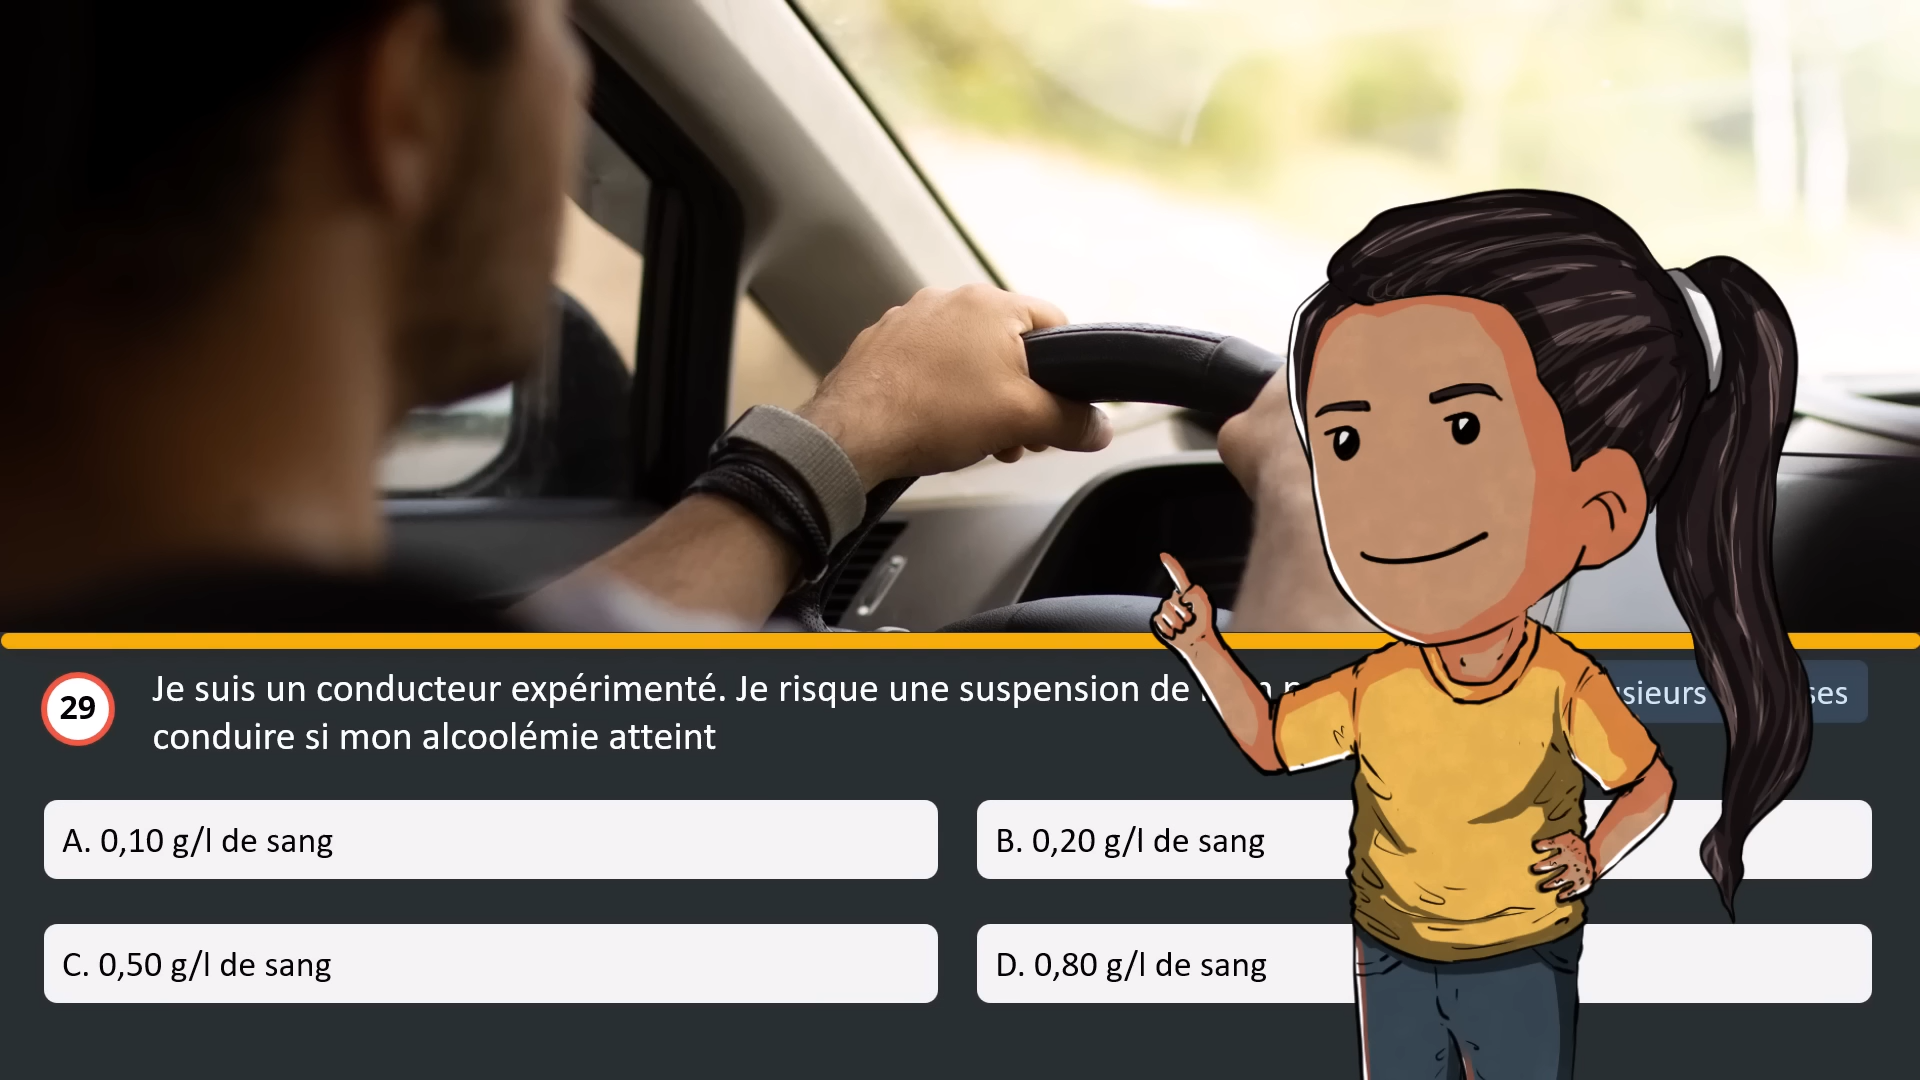 29
Je suis un conducteur expérimenté. Je risque une suspension de
conduire si mon alcoolémie atteint
A. 0,10 g/l de sang
B. 0,20 g/l de sang
C. 0,50 g/l de sang
D. 0,80 g/l de sang